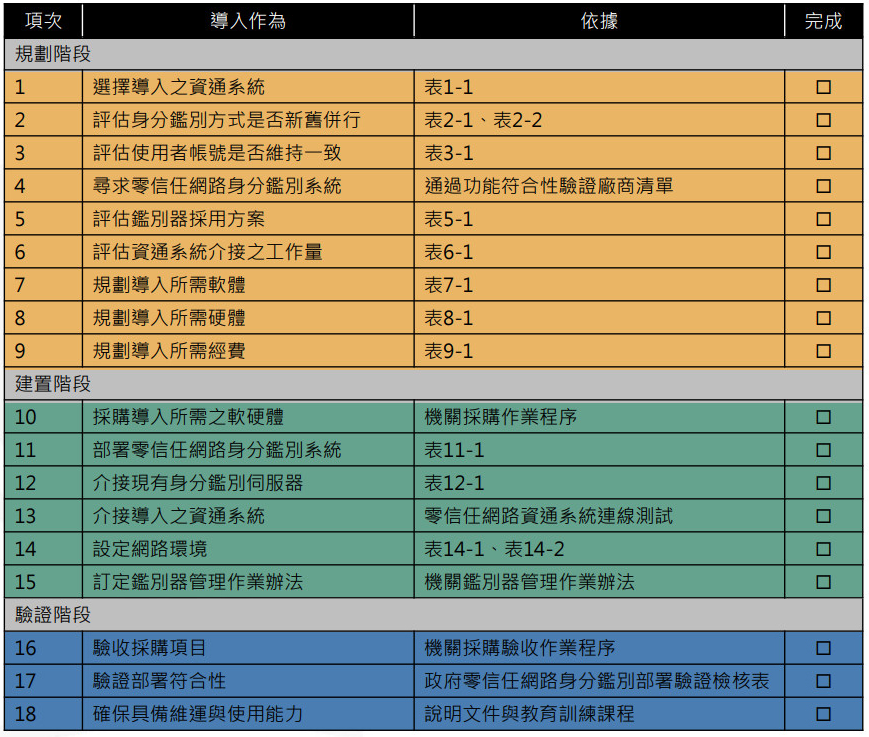 項次 導入作為 依據 完成
規劃階段
1 選擇導入之資通系統 表1-1 □
2 評估身分鑑別方式是否新舊併行 表2-1、表2-2 □
3 評估使用者帳號是否維持一致 表3-1 □
4 尋求零信任網路身分鑑別系統 通過功能符合性驗證廠商清單 □
5 評估鑑別器採用方案 表5-1 □
6 評估資通系統介接之工作量 表6-1 □
7 規劃導入所需軟體 表7-1 □
8 規劃導入所需硬體 表8-1 □
9 規劃導入所需經費 表9-1 □
建置階段
10 採購導入所需之軟硬體 機關採購作業程序 □
11 部署零信任網路身分鑑別系統 表11-1 □
12 介接現有身分鑑別伺服器 表12-1 □
13 介接導入之資通系統 零信任網路資通系統連線測試 □
14 設定網路環境 表14-1、表14-2 □
15 訂定鑑別器管理作業辦法 機關鑑別器管理作業辦法 □
驗證階段
16 驗收採購項目 機關採購驗收作業程序 □
17 驗證部署符合性 政府零信任網路身分鑑別部署驗證檢核表 □
18 確保具備維運與使用能力 說明文件與教育訓練課程 □